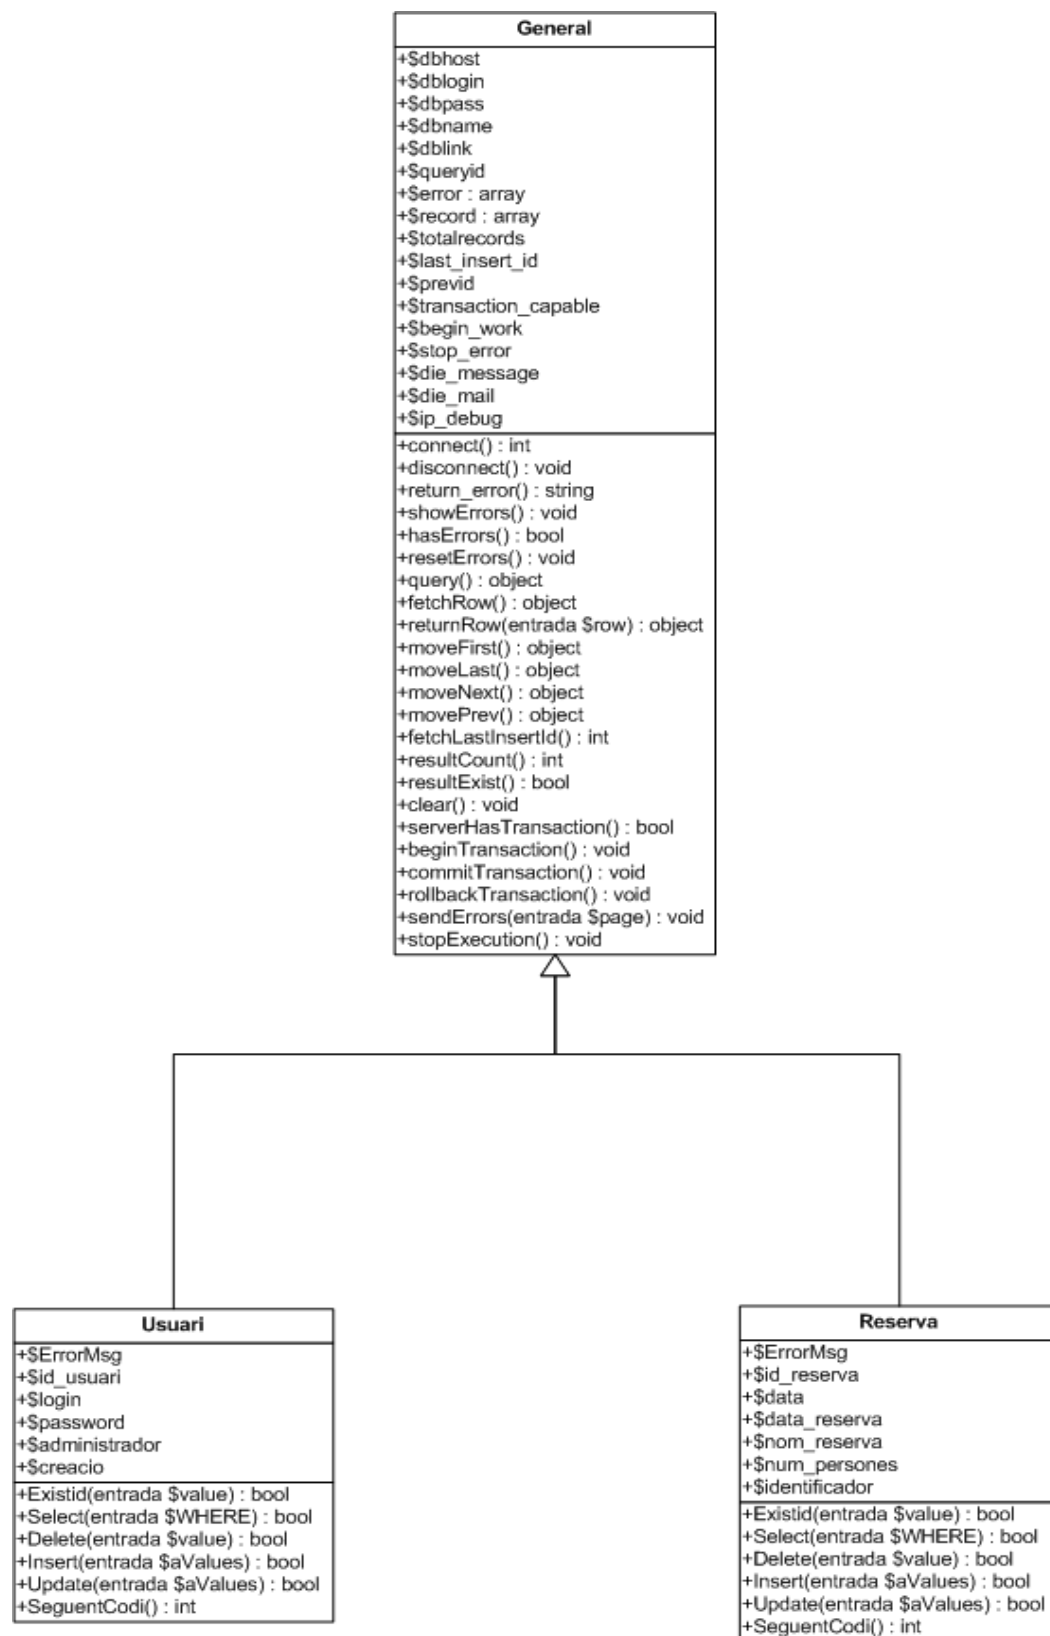 General
+$dbhost
+$dblogin
+$dbpass
+$dbname
+$dblink
+$queryid
+$error : array
+$record : array
+$totalrecords
+$last_insert_id
+$previd
+$transaction_capable
+$begin_work
+$stop_error
+$die_message
+$die_mail
+$ip_debug
+connect() : int
+disconnect() : void
+return_error() : string
+showErrors() : void
+hasErrors() : bool
+resetErrors() : void
+query() : object
+fetchRow() : object
+returnRow(entrada $row) : object
+moveFirst() : object
+moveLast() : object
+moveNext() : object
+movePrev() : object
+fetchLastInsertId() : int
+resultCount() : int
+resultExist() : bool
+clear() : void
+serverHasTransaction() : bool
+beginTransaction() : void
+commitTransaction() : void
+rollbackTransaction() : void
+sendErrors(entrada $page) : void
+stopExecution() : void
Usuari
+$ErrorMsg
+$id_usuari
+$login
+$password
+$administrador
+$creacio
+Existid(entrada $value) : bool
+Select(entrada $WHERE) : bool
+Delete(entrada $value) : bool
+Insert(entrada $aValues) : bool
+Update(entrada $aValues) : bool
+SeguentCodi() : int
Reserva
+$ErrorMsg
+$id_reserva
+$data
+$data_reserva
+$nom_reserva
+$num_persones
+$identificador
+Existid(entrada $value) : bool
+Select(entrada $WHERE) : bool
+Delete(entrada $value) : bool
+Insert(entrada $aValues) : bool
+Update(entrada $aValues) : bool
+SeguentCodi() : int